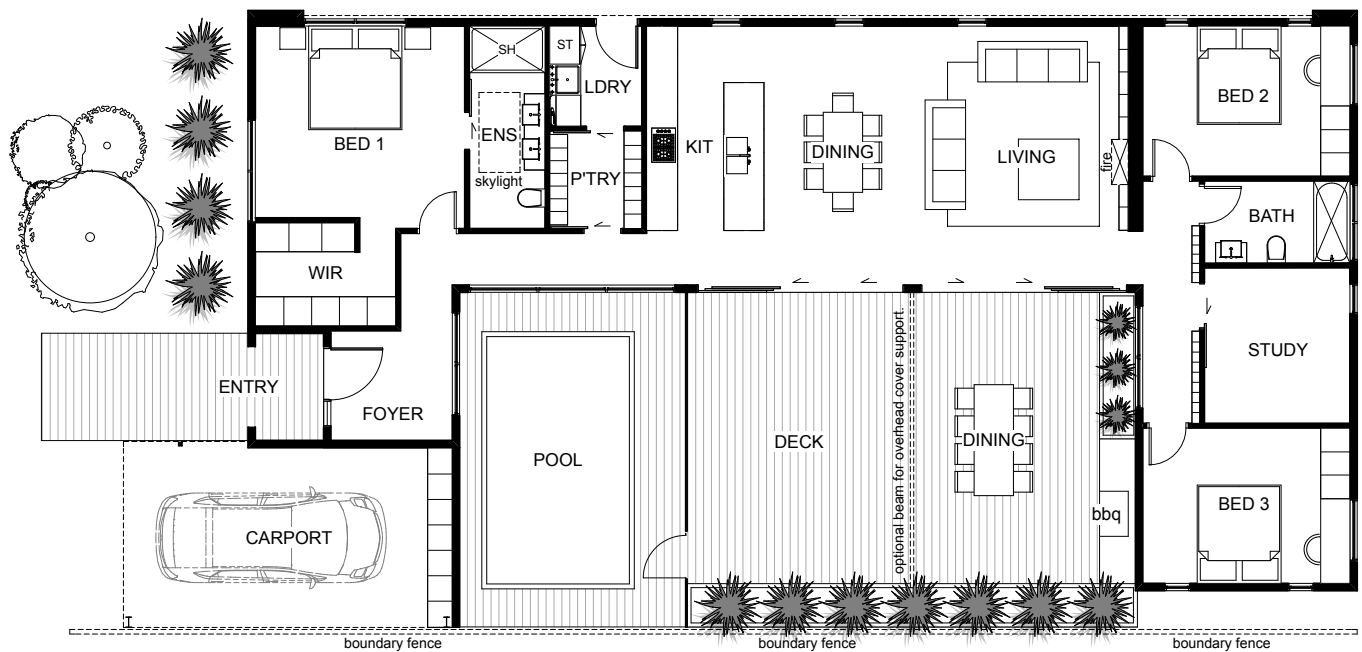 SH
ST
LDRY
BED 1
ENS
skylight
P'TRY
KIT
DINING
LIVING
fire
BED 2
BATH
WIR
STUDY
ENTRY
FOYER
POOL
DECK
optional beam for overhead cover support.
DINING
bbq
BED 3
CARPORT
boundary fence
boundary fence
boundary fence